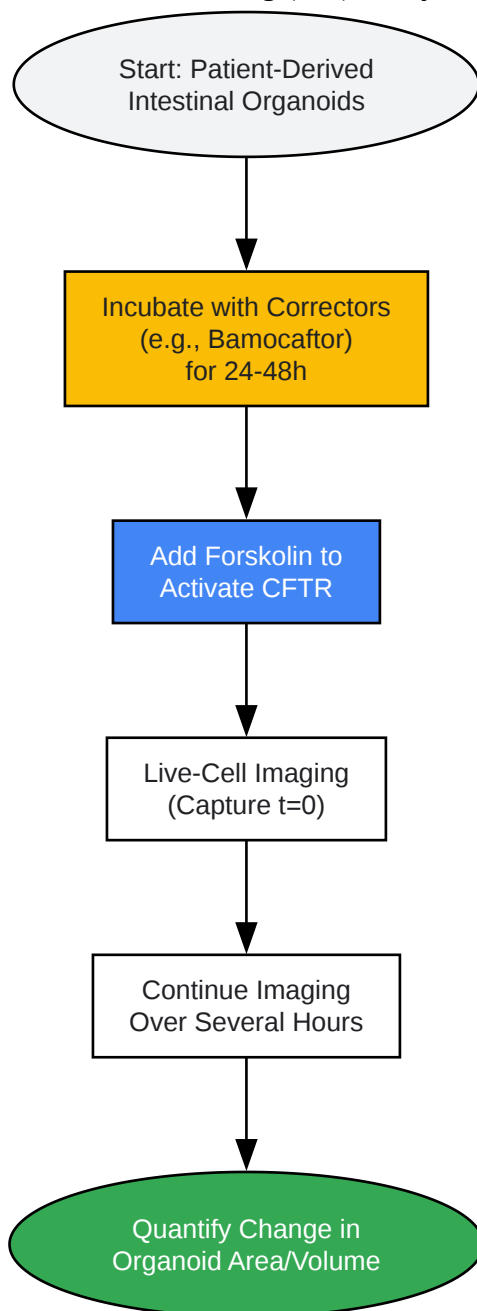 Start: Patient-Derived
Intestinal Organoids
Incubate with Correctors
(e.g., Bamocaftor)
for 24-48h
Add Forskolin to
Activate CFTR
Live-Cell Imaging
(Capture t=0)
Continue Imaging
Over Several Hours
Quantify Change in
Organoid Area/Volume